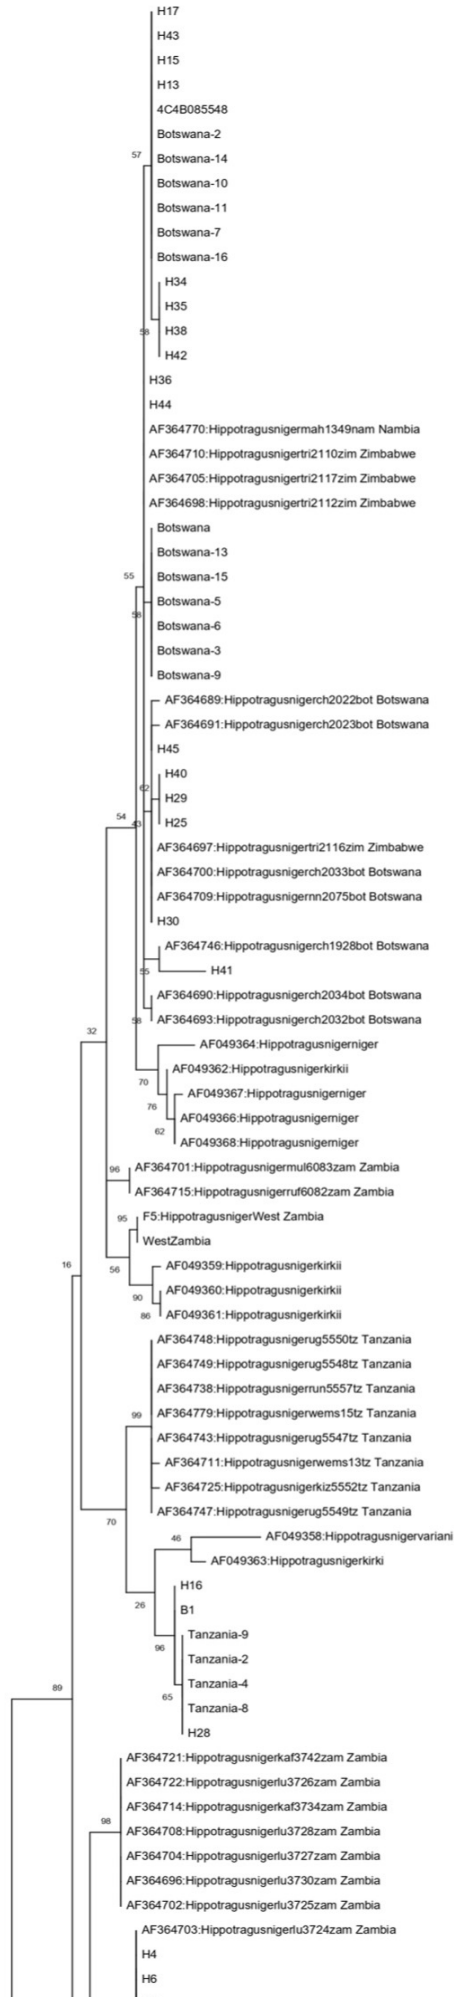 H17
H43
H15
H13
4C4B085548
Botswana-2
57
Botswana-14
Botswana-10
Botswana-11
Botswana-7
Botswana-16
H34
H35
58
H38
H42
H36
H44
AF364770:Hippotragusnigermah1349nam Nambia
AF364710:Hippotragusnigertri2110zim Zimbabwe
AF364705:Hippotragusnigertri2117zim Zimbabwe
AF364698:Hippotragusnigertri2112zim Zimbabwe
Botswana
Botswana-13
55
Botswana-15
Botswana-5
58
Botswana-6
Botswana-3
Botswana-9
AF364689:Hippotragusnigerch2022bot Botswana
AF364691:Hippotragusnigerch2023bot Botswana
H45
H40
62
H29
54
43
H25
AF364697:Hippotragusnigertri2116zim Zimbabwe
AF364700:Hippotragusnigerch2033bot Botswana
AF364709:Hippotragusnigernn2075bot Botswana
H30
AF364746:Hippotragusnigerch1928bot Botswana
55
H41
AF364690:Hippotragusnigerch2034bot Botswana
58
AF364693:Hippotragusnigerch2032bot Botswana
32
AF049364:Hippotragusnigerniger
AF049362:Hippotragusnigerkirkii
70
AF049367:Hippotragusnigerniger
76
AF049366:Hippotragusnigerniger
62
AF049368:Hippotragusnigerniger
96
AF364701:Hippotragusnigermul6083zam Zambia
AF364715:Hippotragusnigerruf6082zam Zambia
95
F5:HippotragusnigerWest Zambia
WestZambia
16
56
AF049359:Hippotragusnigerkirkii
90
AF049360:Hippotragusnigerkirkii
86
AF049361:Hippotragusnigerkirkii
AF364748:Hippotragusnigerug5550tz Tanzania
AF364749:Hippotragusnigerug5548tz Tanzania
AF364738:Hippotragusnigerrun5557tz Tanzania
99
AF364779:Hippotragusnigerwems15tz Tanzania
AF364743:Hippotragusnigerug5547tz Tanzania
AF364711:Hippotragusnigerwems13tz Tanzania
AF364725:Hippotragusnigerkiz5552tz Tanzania
AF364747:Hippotragusnigerug5549tz Tanzania
70
46
AF049358:Hippotragusnigervariani
AF049363:Hippotragusnigerkirki
H16
26
B1
Tanzania-9
96
Tanzania-2
Tanzania-4
89
65
Tanzania-8
H28
AF364721:Hippotragusnigerkaf3742zam Zambia
AF364722:Hippotragusnigerlu3726zam Zambia
AF364714:Hippotragusnigerkaf3734zam Zambia
98
AF364708:Hippotragusnigerlu3728zam Zambia
AF364704:Hippotragusnigerlu3727zam Zambia
AF364696:Hippotragusnigerlu3730zam Zambia
AF364702:Hippotragusnigerlu3725zam Zambia
AF364703:Hippotragusnigerlu3724zam Zambia
H4
H6